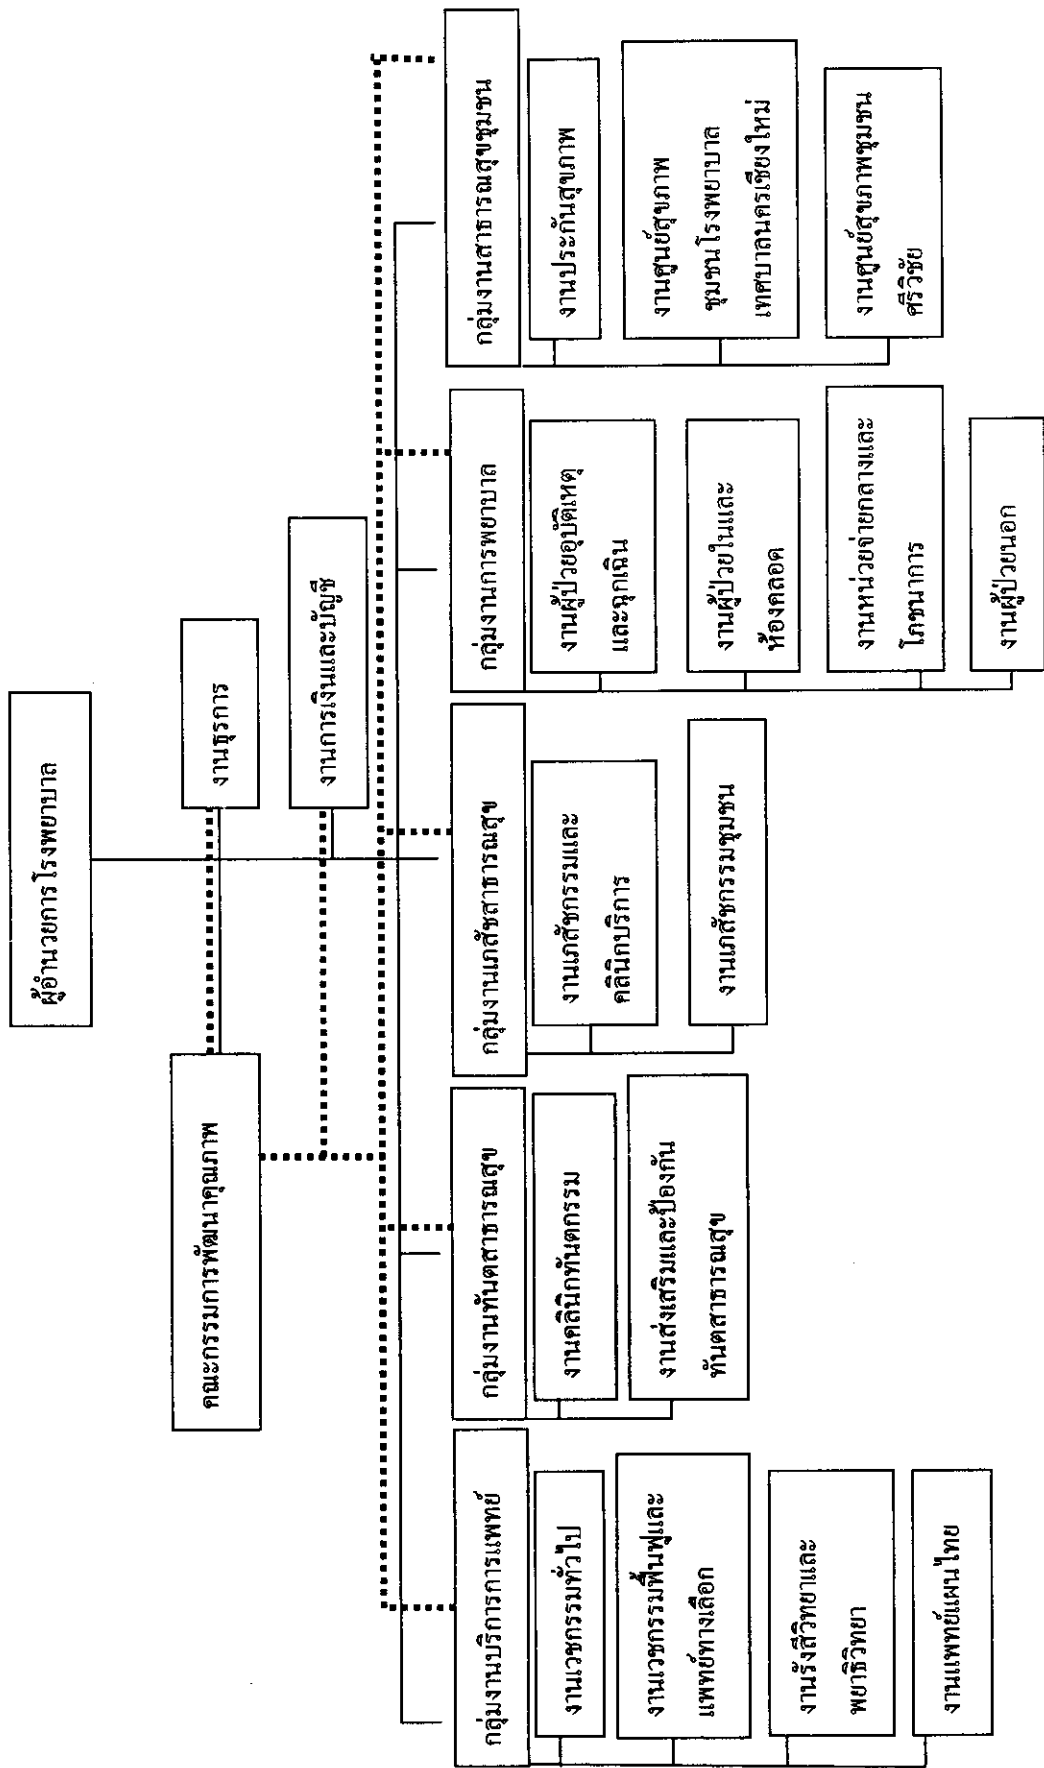 ผู้อำนวยการโรงพยาบาล
คณะกรรมการพัฒนาคุณภาพ
งานธุรการ
งานการเงินและบัญชี
กลุ่มงานบริการการแพทย์
งานเวชกรรมทั่วไป
งานเวชกรรมฟื้นฟูและ
แพทย์ทางเลือก
งานรังสีวิทยาและ
พยาธิวิทยา
งานแพทย์แผนไทย
กลุ่มงานทันตสาธารณสุข
งานคลินิกทันตกรรม
งานส่งเสริมและป้องกัน
ทันตสาธารณสุข
กลุ่มงานเภสัชสาธารณสุข
งานเภสัชกรรมและ
คลินิกบริการ
งานเภสัชกรรมชุมชน
กลุ่มงานการพยาบาล
งานผู้ป่วยอุบัติเหตุ
และฉุกเฉิน
งานผู้ป่วยในและ
ห้องคลอด
งานหน่วยจ่ายกลางและ
โภชนาการ
งานผู้ป่วยนอก
กลุ่มงานสาธารณสุขชุมชน
งานประกันสุขภาพ
งานศูนย์สุขภาพ
ชุมชนโรงพยาบาล
เทศบาลนครเชียงใหม่
งานศูนย์สุขภาพชุมชน
ศรีวิชัย